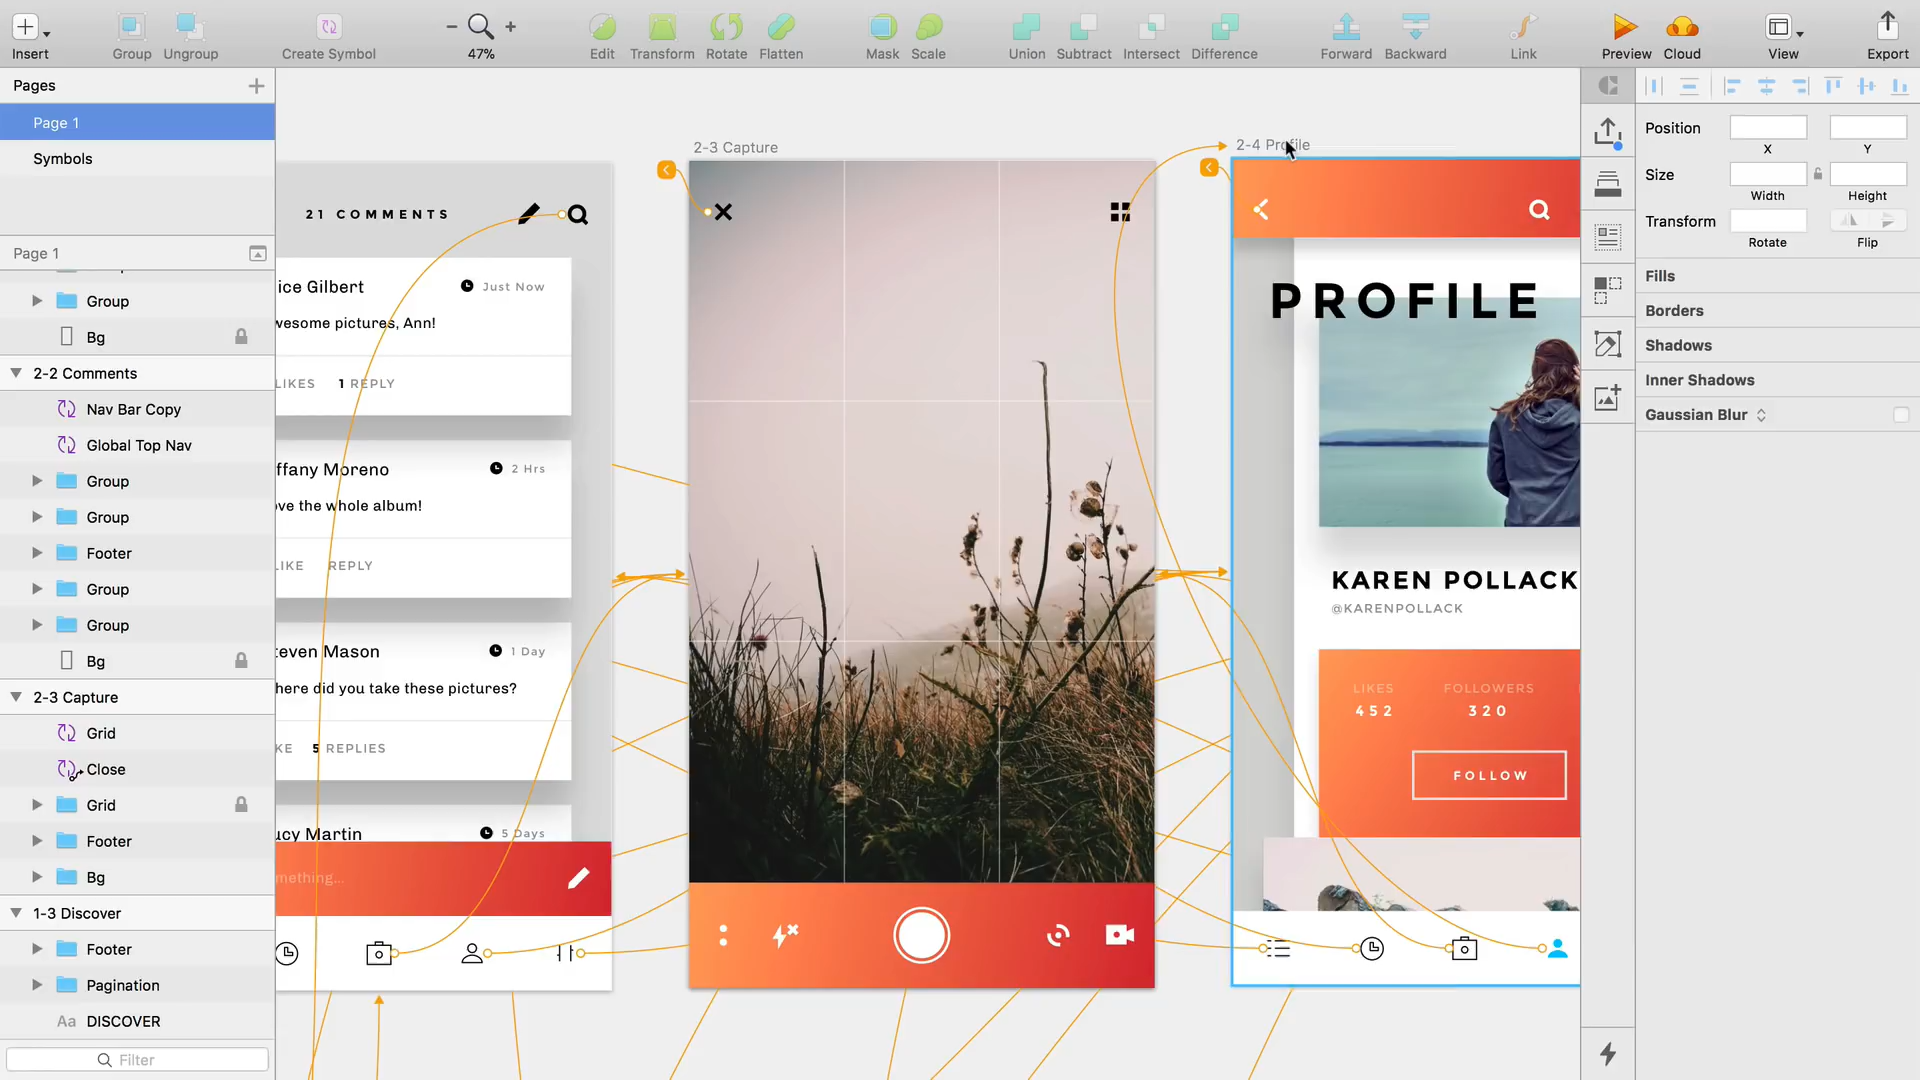 Insert
Group
Ungroup
Create Symbol
47%
Edit
Transform
Rotate
Flatten
Mask
Scale
Union
Subtract
Intersect
Difference
Forward
Backward
Link
Preview
Cloud
View
Export
Pages
Page 1
Symbols
Page 1
Group
Bg
2-2 Comments
Nav Bar Copy
Global Top Nav
Group
Group
Footer
Group
Group
Bg
2-3 Capture
Grid
Close
Grid
Footer
Bg
1-3 Discover
Footer
Pagination
Aa DISCOVER
Filter
21 COMMENTS
ice Gilbert
Just Now
wesome pictures, Ann!
LIKES 1 REPLY
ffany Moreno
2 Hrs
ove the whole album!
IKE REPLY
teven Mason
1 Day
here did you take these pictures?
KE 5 REPLIES
ucy Martin
5 Days
mething...
2-3 Capture
2-4 Profile
PROFILE
KAREN POLLACK
@KARENPOLLACK
LIKES
FOLLOWERS
452
320
FOLLOW
Position
X
Y
Size
Width
Height
Transform
Rotate
Flip
Fills
Borders
Shadows
Inner Shadows
Gaussian Blur